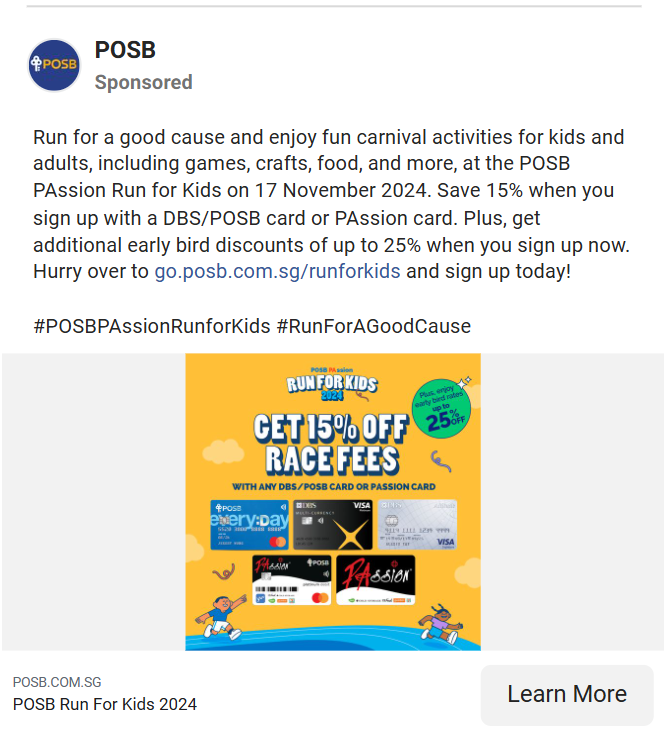 POSB
POSB
Sponsored
Run for a good cause and enjoy fun carnival activities for kids and
adults, including games, crafts, food, and more, at the POSB
PAssion Run for Kids on 17 November 2024. Save 15% when you
sign up with a DBS/POSB card or PAssion card. Plus, get
additional early bird discounts of up to 25% when you sign up now.
Hurry over to go.posb.com.sg/runforkids and sign up today!
#POSBPAssionRunforKids #RunForAGoodCause
POSB PAssion
RUN FOR KIDS
2024
Plus, enjoy
early bird rates
up to
25% OFF
GET 15% OFF
RACE FEES
WITH ANY DBS/POSB CARD OR PASSION CARD
POSB
everyday
DBS
VISA
VISA
PAssion
POSB
PAssion
POSB.COM.SG
POSB Run For Kids 2024
Learn More